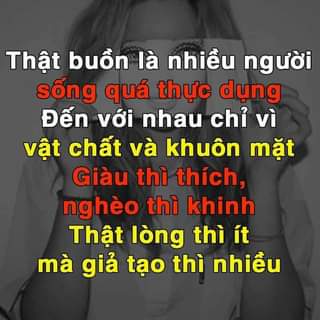 Thật buồn là nhiều người
sống quá thực dụng
Đến với nhau chỉ vì
vật chất và khuôn mặt
Giàu thì thích,
nghèo thì khinh
Thật lòng thì ít
mà giả tạo thì nhiều